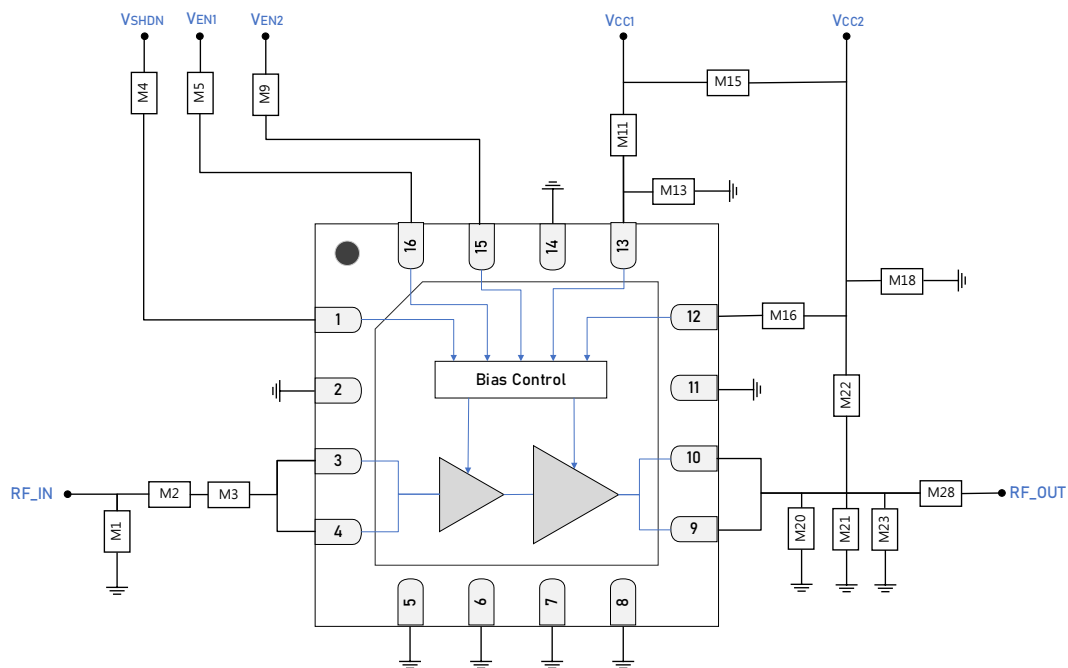 VSHDN VEN1 VEN2 VCC1 VCC2
M4 M5 M9 M15
M11
M13
16 15 14 13
M18
1 12 M16
Bias Control
2 11
M22
3 10
RF_IN M2 M3 M28 RF_OUT
M1 4 9 M20 M21 M23
5 6 7 8